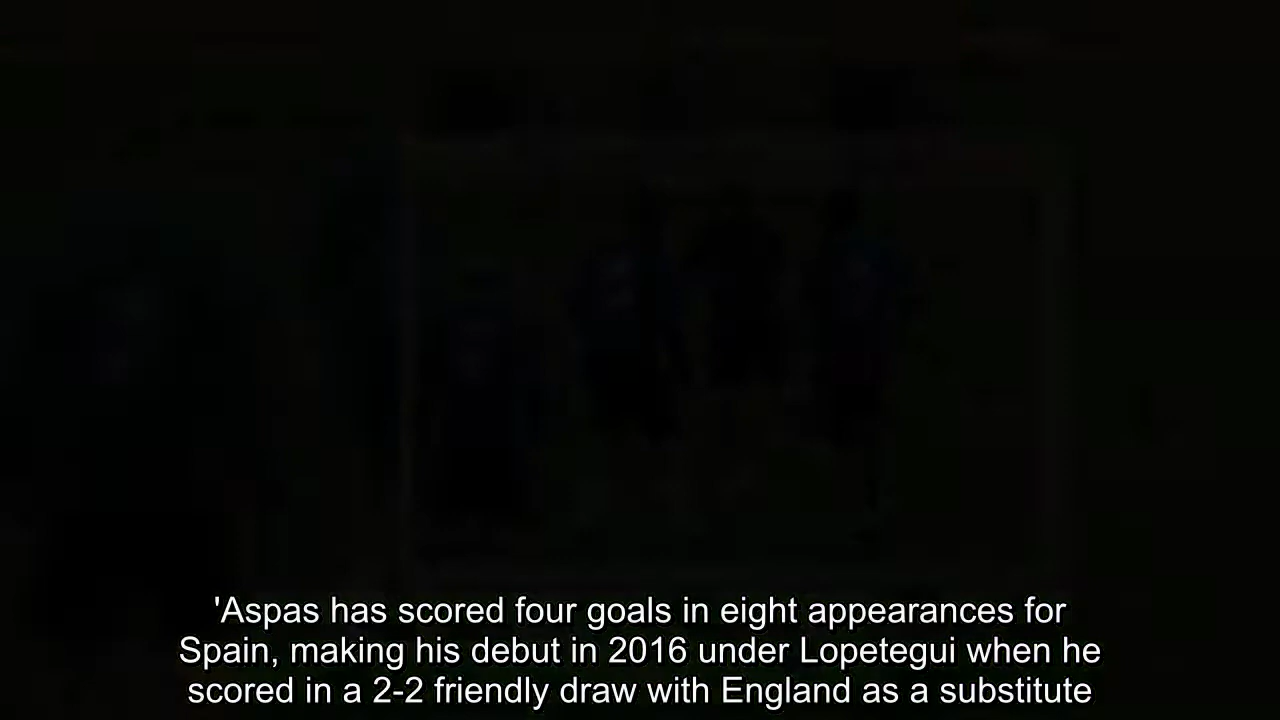 'Aspas has scored four goals in eight appearances for
Spain, making his debut in 2016 under Lopetegui when he
scored in a 2-2 friendly draw with England as a substitute